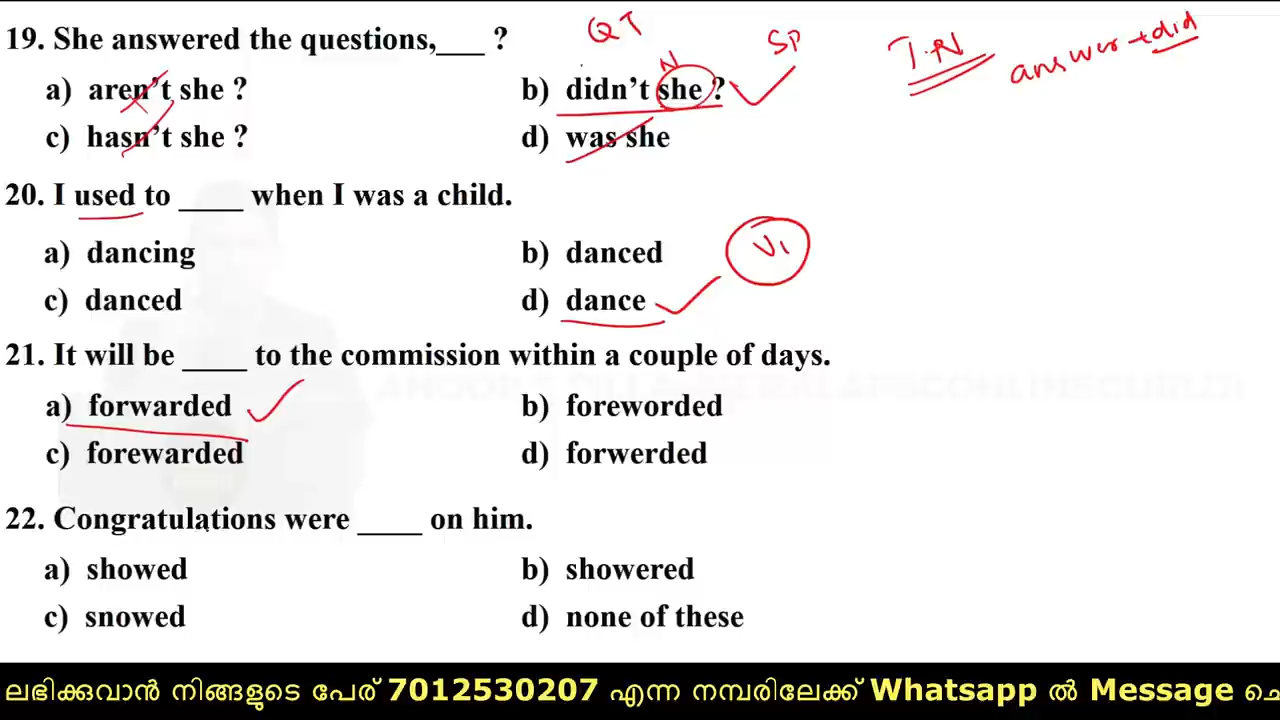 QT
SP
T.N
answer → did
19. She answered the questions,___ ?
N
a) aren't she ?
b) didn't she ?
c) hasn't she ?
d) was she
20. I used to ____ when I was a child.
a) dancing
b) danced
V1
c) danced
d) dance
21. It will be ____ to the commission within a couple of days.
a) forwarded
b) foreworded
c) forewarded
d) forwerded
22. Congratulations were ____ on him.
a) showed
b) showered
c) snowed
d) none of these
ലഭിക്കുവാൻ നിങ്ങളുടെ പേര് 7012530207 എന്ന നമ്പരിലേക്ക് Whatsapp ൽ Message ചെ